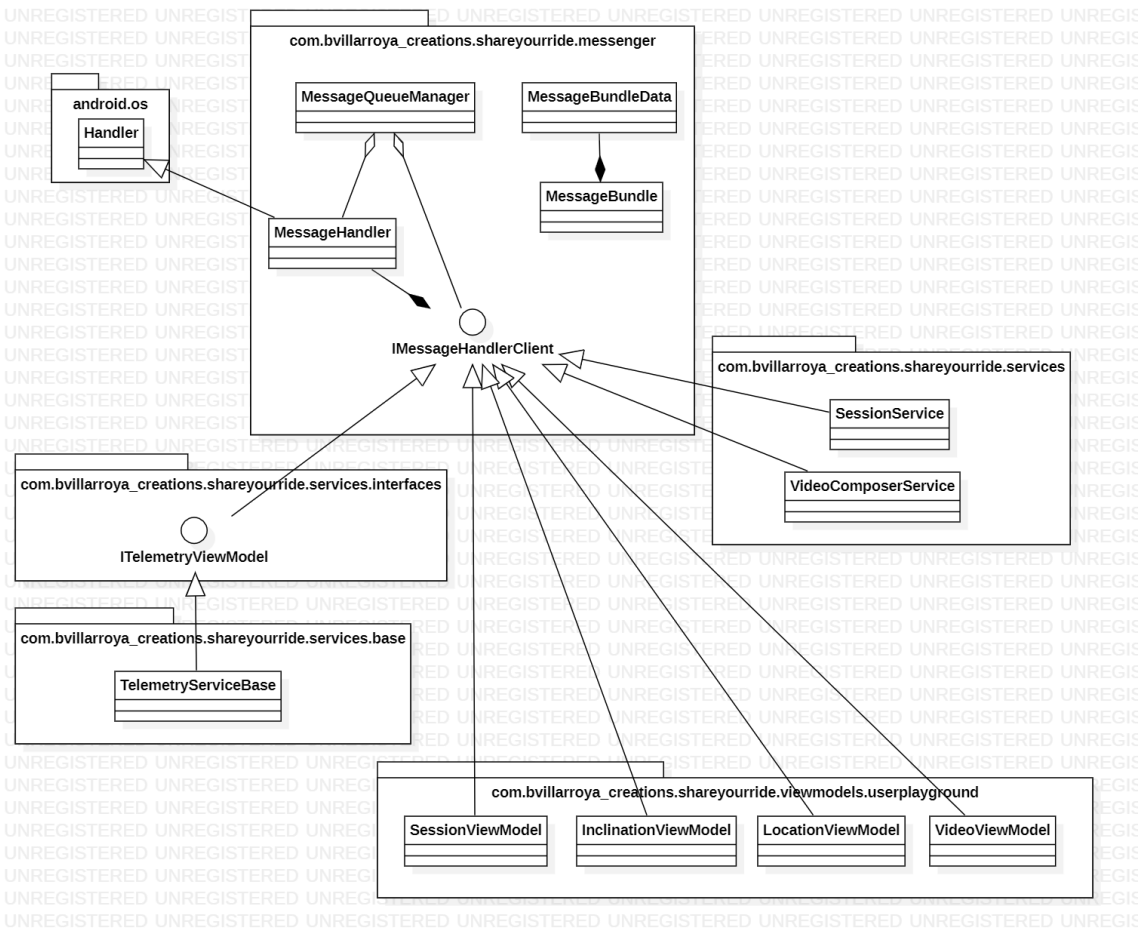 com.bvillarroya_creations.shareyourride.messenger
MessageQueueManager
MessageBundleData
android.os
Handler
MessageBundle
MessageHandler
IMessageHandlerClient
com.bvillarroya_creations.shareyourride.services
SessionService
VideoComposerService
com.bvillarroya_creations.shareyourride.services.interfaces
ITelemetryViewModel
com.bvillarroya_creations.shareyourride.services.base
TelemetryServiceBase
com.bvillarroya_creations.shareyourride.viewmodels.userplayground
SessionViewModel
InclinationViewModel
LocationViewModel
VideoViewModel
UNREGISTERED